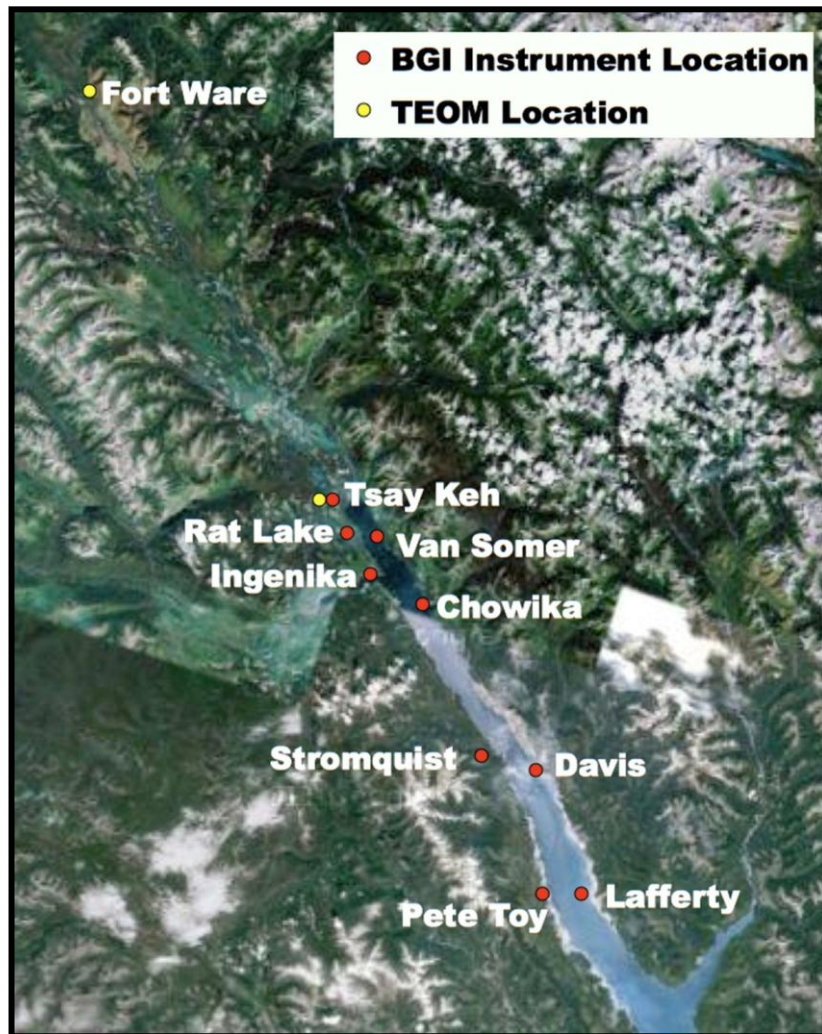 BGI Instrument Location
TEOM Location
Fort Ware
Tsay Keh
Rat Lake
Van Somer
Ingenika
Chowika
Stromquist
Davis
Pete Toy
Lafferty